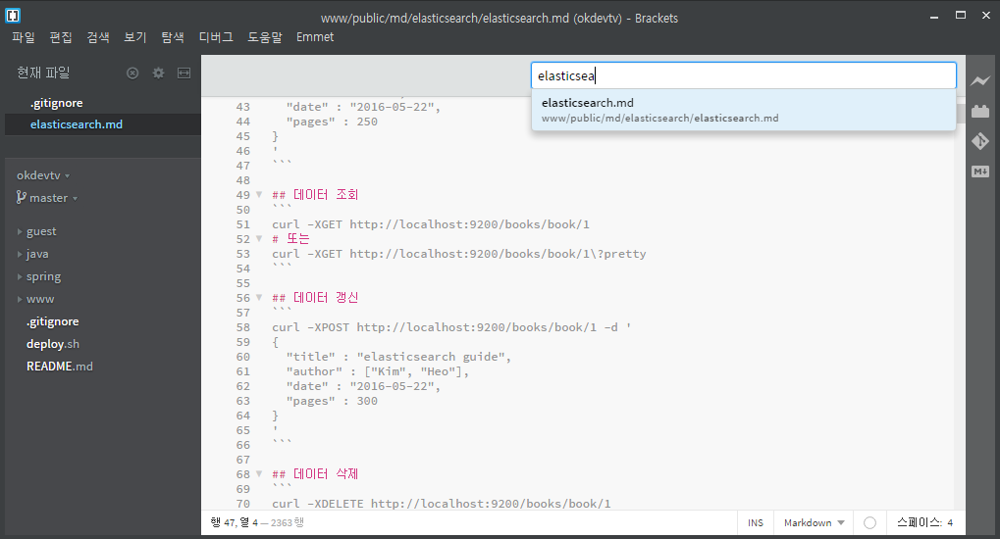 www/public/md/elasticsearch/elasticsearch.md (okdevtv) - Brackets
파일 편집 검색 보기 탐색 디버그 도움말 Emmet
현재 파일
.gitignore
elasticsearch.md
okdevtv
master
guest
java
spring
www
.gitignore
deploy.sh
README.md
elasticsea
elasticsearch.md
www/public/md/elasticsearch/elasticsearch.md
43 "date" : "2016-05-22",
44 "pages" : 250
45 }
46 '
47 ```
48
49 ## 데이터 조회
50 ```
51 curl -XGET http://localhost:9200/books/book/1
52 # 또는
53 curl -XGET http://localhost:9200/books/book/1\?pretty
54 ```
55
56 ## 데이터 갱신
57 ```
58 curl -XPOST http://localhost:9200/books/book/1 -d '
59 {
60 "title" : "elasticsearch guide",
61 "author" : ["Kim", "Heo"],
62 "date" : "2016-05-22",
63 "pages" : 300
64 }
65 '
66 ```
67
68 ## 데이터 삭제
69 ```
70 curl -XDELETE http://localhost:9200/books/book/1
M↓
행 47, 열 4 — 2363 행
INS
Markdown
스페이스: 4